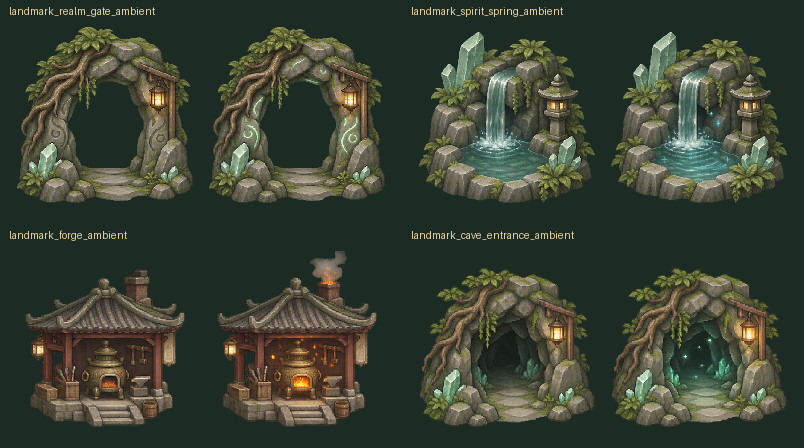 landmark_realm_gate_ambient
landmark_spirit_spring_ambient
landmark_forge_ambient
landmark_cave_entrance_ambient